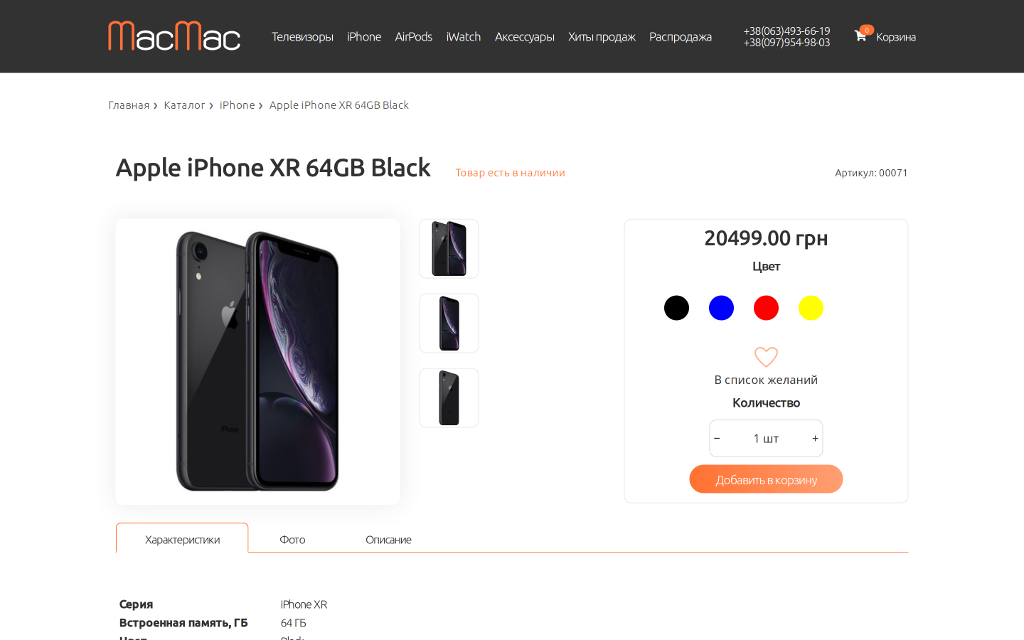 MacMac
Телевизоры iPhone AirPods iWatch Аксессуары Хиты продаж Распродажа
+38(063)493-66-19
+38(097)954-98-03
0
Корзина
Главная › Каталог › iPhone › Apple iPhone XR 64GB Black
Apple iPhone XR 64GB Black
Товар есть в наличии
Артикул: 00071
20499.00 грн
Цвет
В список желаний
Количество
− 1 шт +
Добавить в корзину
iPhone
Характеристики Фото Описание
Серия iPhone XR
Встроенная память, ГБ 64 ГБ